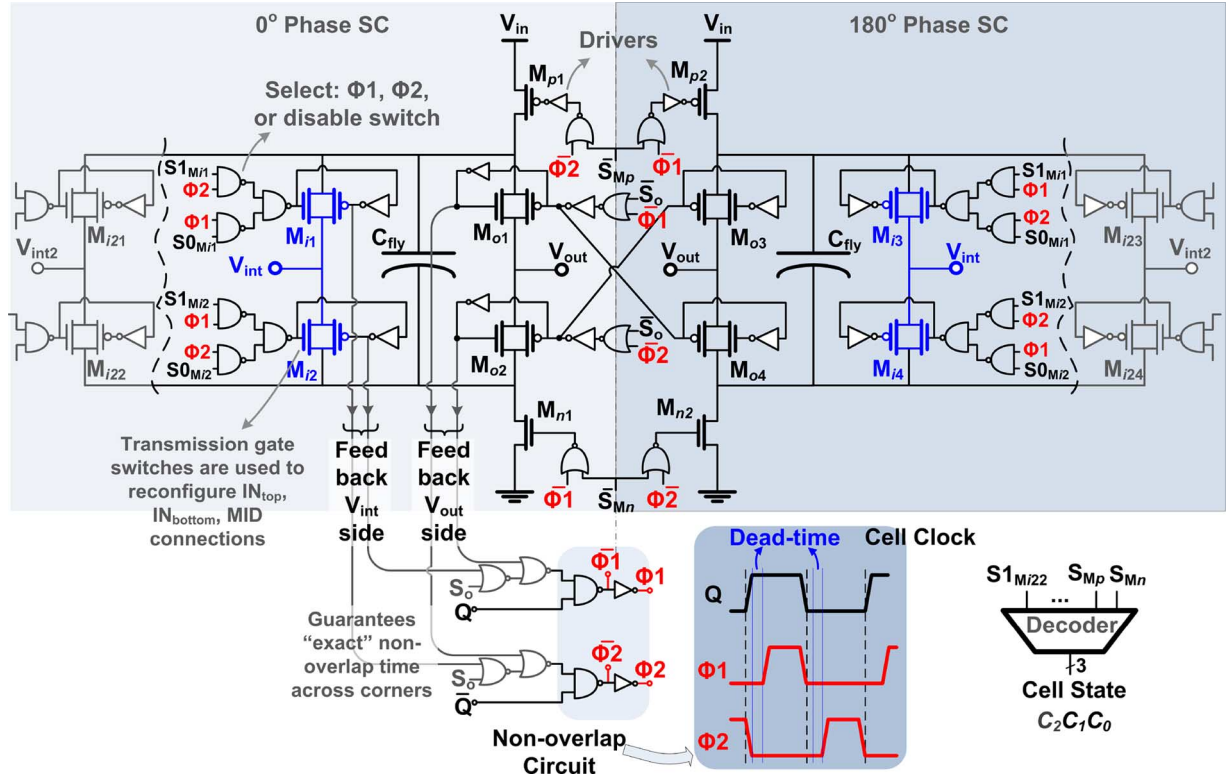 0° Phase SC
180° Phase SC
Vin
Vin
Drivers
Mp1
Mp2
Select: Φ1, Φ2,
or disable switch
Φ̅2
S̅Mp
Φ̅1
S1Mi1
Φ2
Φ1
S0Mi1
Mi21
Mi1
Mo1
S̅o
Φ̅1
Mo3
Mi3
S1Mi1
Φ1
Φ2
S0Mi1
Mi23
Vint2
Vint
Cfly
Vout
Vout
Cfly
Vint
Vint2
S1Mi2
Φ1
Φ2
S0Mi2
Mi22
Mi2
Mo2
S̅o
Φ̅2
Mo4
Mi4
S1Mi2
Φ2
Φ1
S0Mi2
Mi24
Mn1
Mn2
Φ̅1
S̅Mn
Φ̅2
Transmission gate
switches are used to
reconfigure INtop,
INbottom, MID
connections
Feed
back
Vint
side
Feed
back
Vout
side
So
Q
Φ̅1
Φ1
Guarantees
“exact” non-
overlap time
across corners
So
Q̅
Φ̅2
Φ2
Non-overlap
Circuit
Dead-time
Cell Clock
Q
Φ1
Φ2
S1Mi22
...
SMp
SMn
Decoder
3
Cell State
C2C1C0